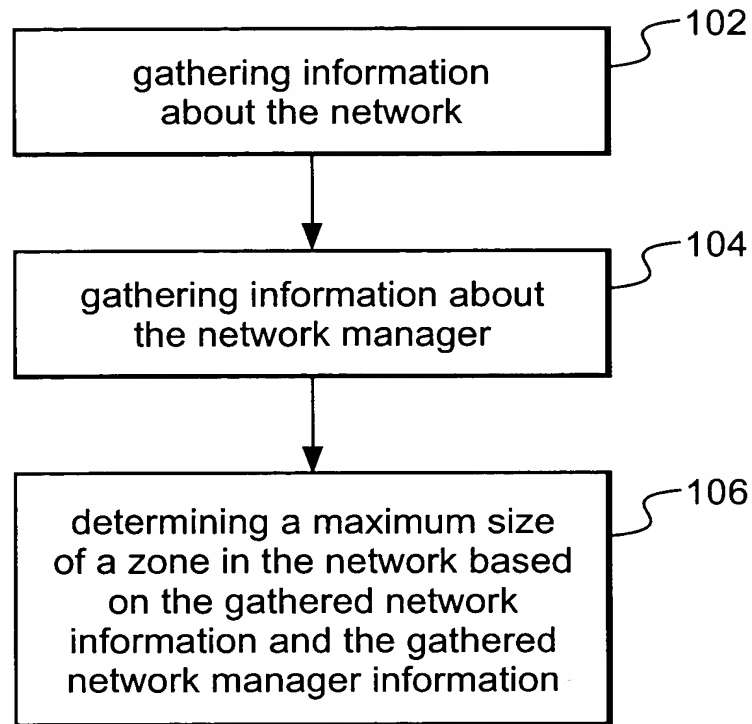 102
gathering information
about the network
104
gathering information about
the network manager
106
determining a maximum size
of a zone in the network based
on the gathered network
information and the gathered
network manager information